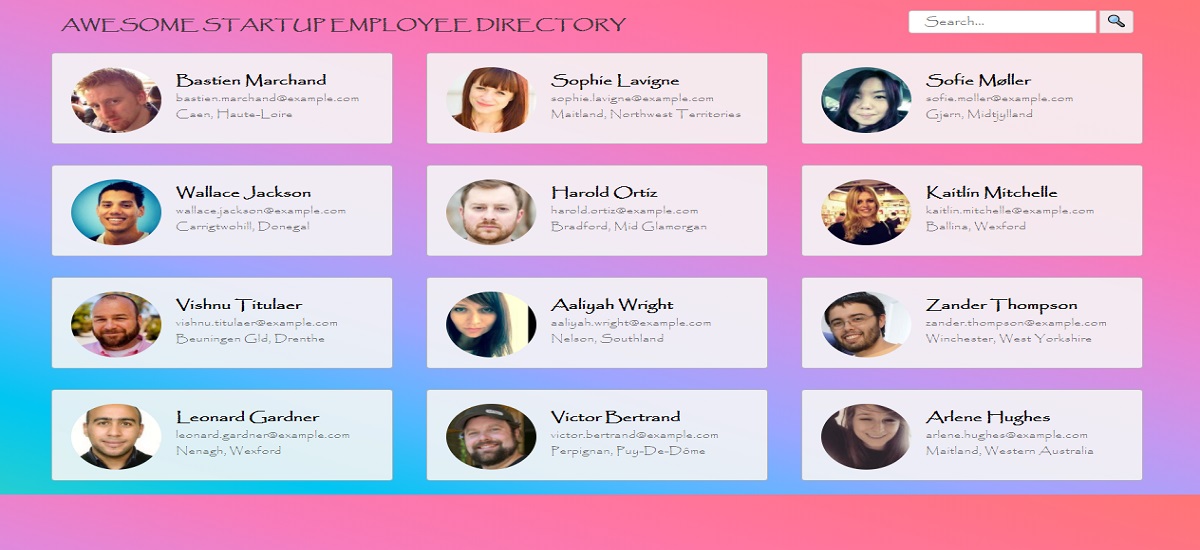 AWESOME STARTUP EMPLOYEE DIRECTORY
Search...
Bastien Marchand
bastien.marchand@example.com
Caen, Haute-Loire
Sophie Lavigne
sophie.lavigne@example.com
Maitland, Northwest Territories
Sofie Møller
sofie.moller@example.com
Gjern, Midtjylland
Wallace Jackson
wallace.jackson@example.com
Carrigtwohill, Donegal
Harold Ortiz
harold.ortiz@example.com
Bradford, Mid Glamorgan
Kaitlin Mitchelle
kaitlin.mitchelle@example.com
Ballina, Wexford
Vishnu Titulaer
vishnu.titulaer@example.com
Beuningen Gld, Drenthe
Aaliyah Wright
aaliyah.wright@example.com
Nelson, Southland
Zander Thompson
zander.thompson@example.com
Winchester, West Yorkshire
Leonard Gardner
leonard.gardner@example.com
Nenagh, Wexford
Victor Bertrand
victor.bertrand@example.com
Perpignan, Puy-De-Dôme
Arlene Hughes
arlene.hughes@example.com
Maitland, Western Australia